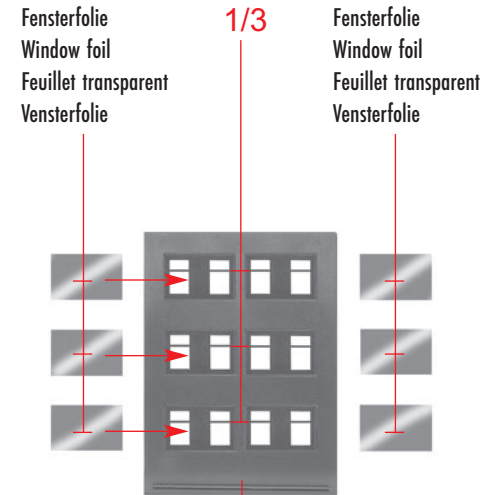 Fensterfolie
Window foil
Feuillet transparent
Vensterfolie
1/3
Fensterfolie
Window foil
Feuillet transparent
Vensterfolie